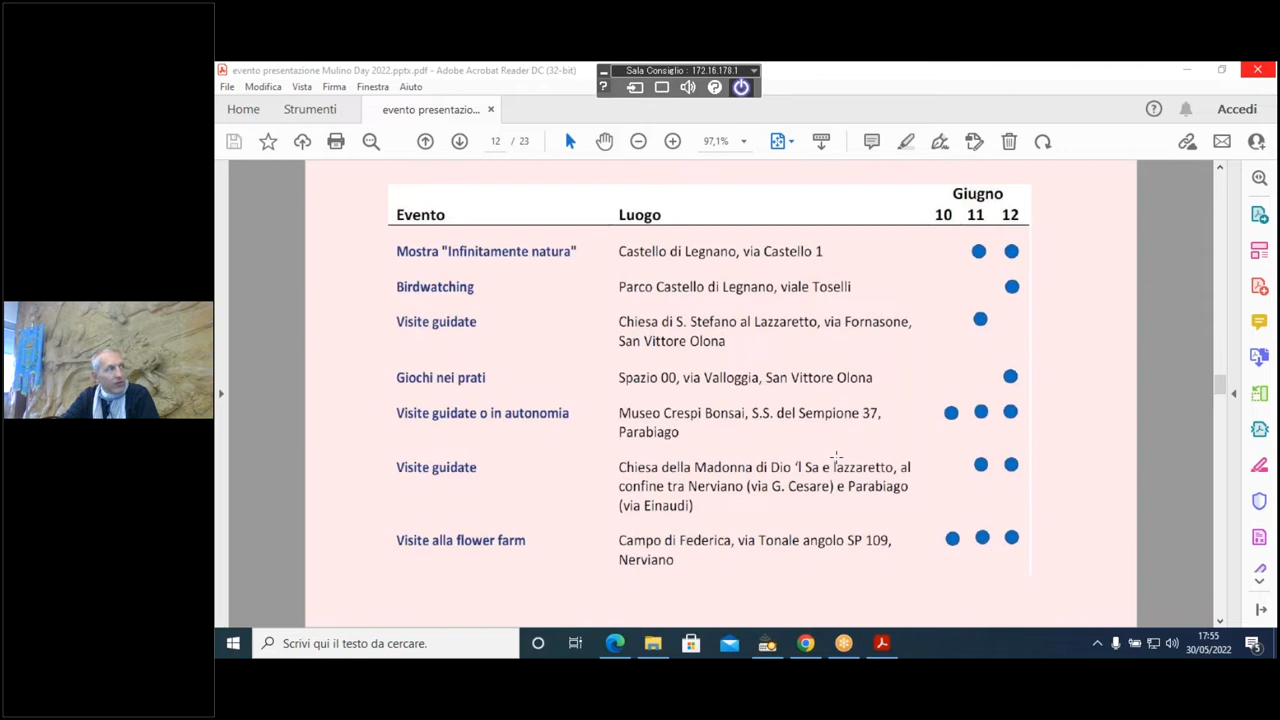 evento presentazione Mulino Day 2022.pptx.pdf - Adobe Acrobat Reader DC (32-bit)
Sala Consiglio : 172.16.178.1
File Modifica Vista Firma Finestra Aiuto
Home Strumenti evento presentazio... Accedi
12 / 23 97,1%
Giugno
Evento Luogo 10 11 12
Mostra "Infinitamente natura" Castello di Legnano, via Castello 1
Birdwatching Parco Castello di Legnano, viale Toselli
Visite guidate Chiesa di S. Stefano al Lazzaretto, via Fornasone,
San Vittore Olona
Giochi nei prati Spazio 00, via Valloggia, San Vittore Olona
Visite guidate o in autonomia Museo Crespi Bonsai, S.S. del Sempione 37,
Parabiago
Visite guidate Chiesa della Madonna di Dio ‘l Sa e lazzaretto, al
confine tra Nerviano (via G. Cesare) e Parabiago
(via Einaudi)
Visite alla flower farm Campo di Federica, via Tonale angolo SP 109,
Nerviano
Scrivi qui il testo da cercare.
17:55
30/05/2022
5